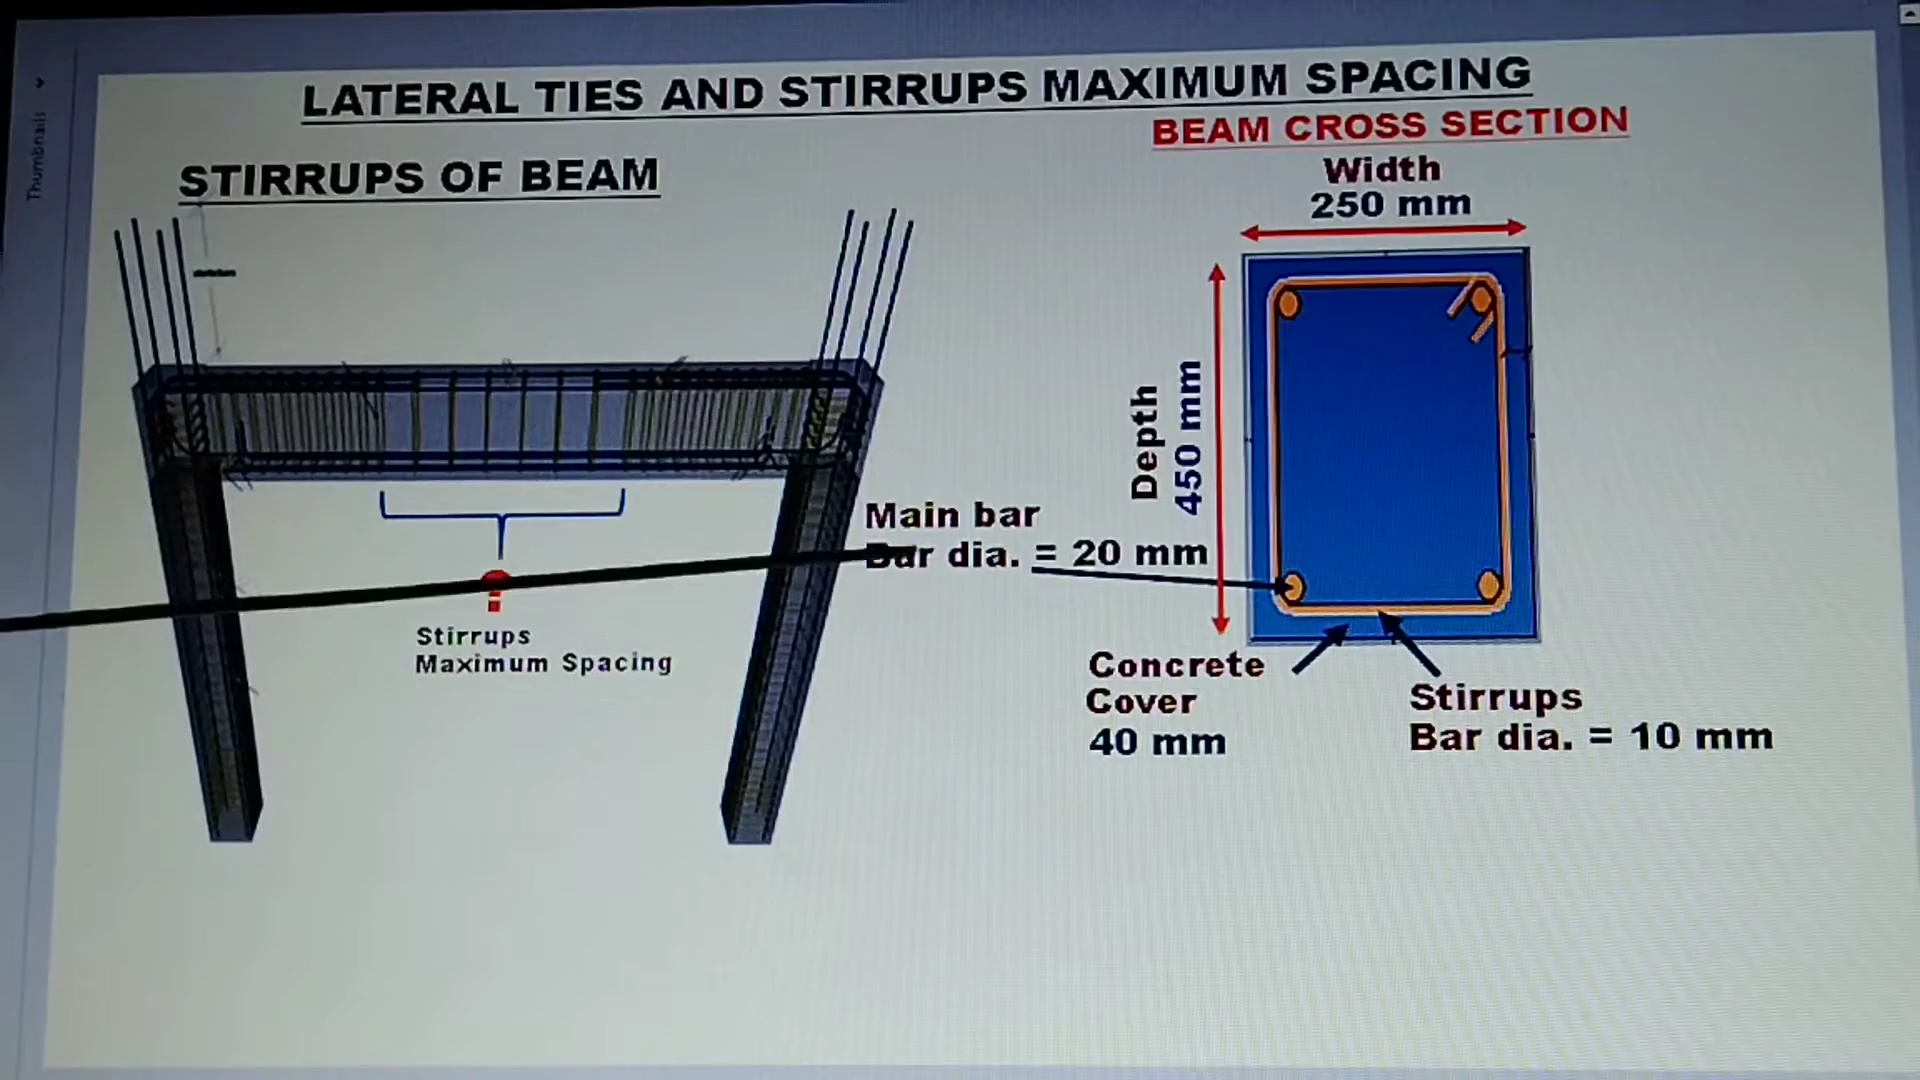 Thumbnails
LATERAL TIES AND STIRRUPS MAXIMUM SPACING
BEAM CROSS SECTION
STIRRUPS OF BEAM
Width
250 mm
Depth
450 mm
Main bar
Bar dia. = 20 mm
?
Stirrups
Maximum Spacing
Concrete
Cover
40 mm
Stirrups
Bar dia. = 10 mm